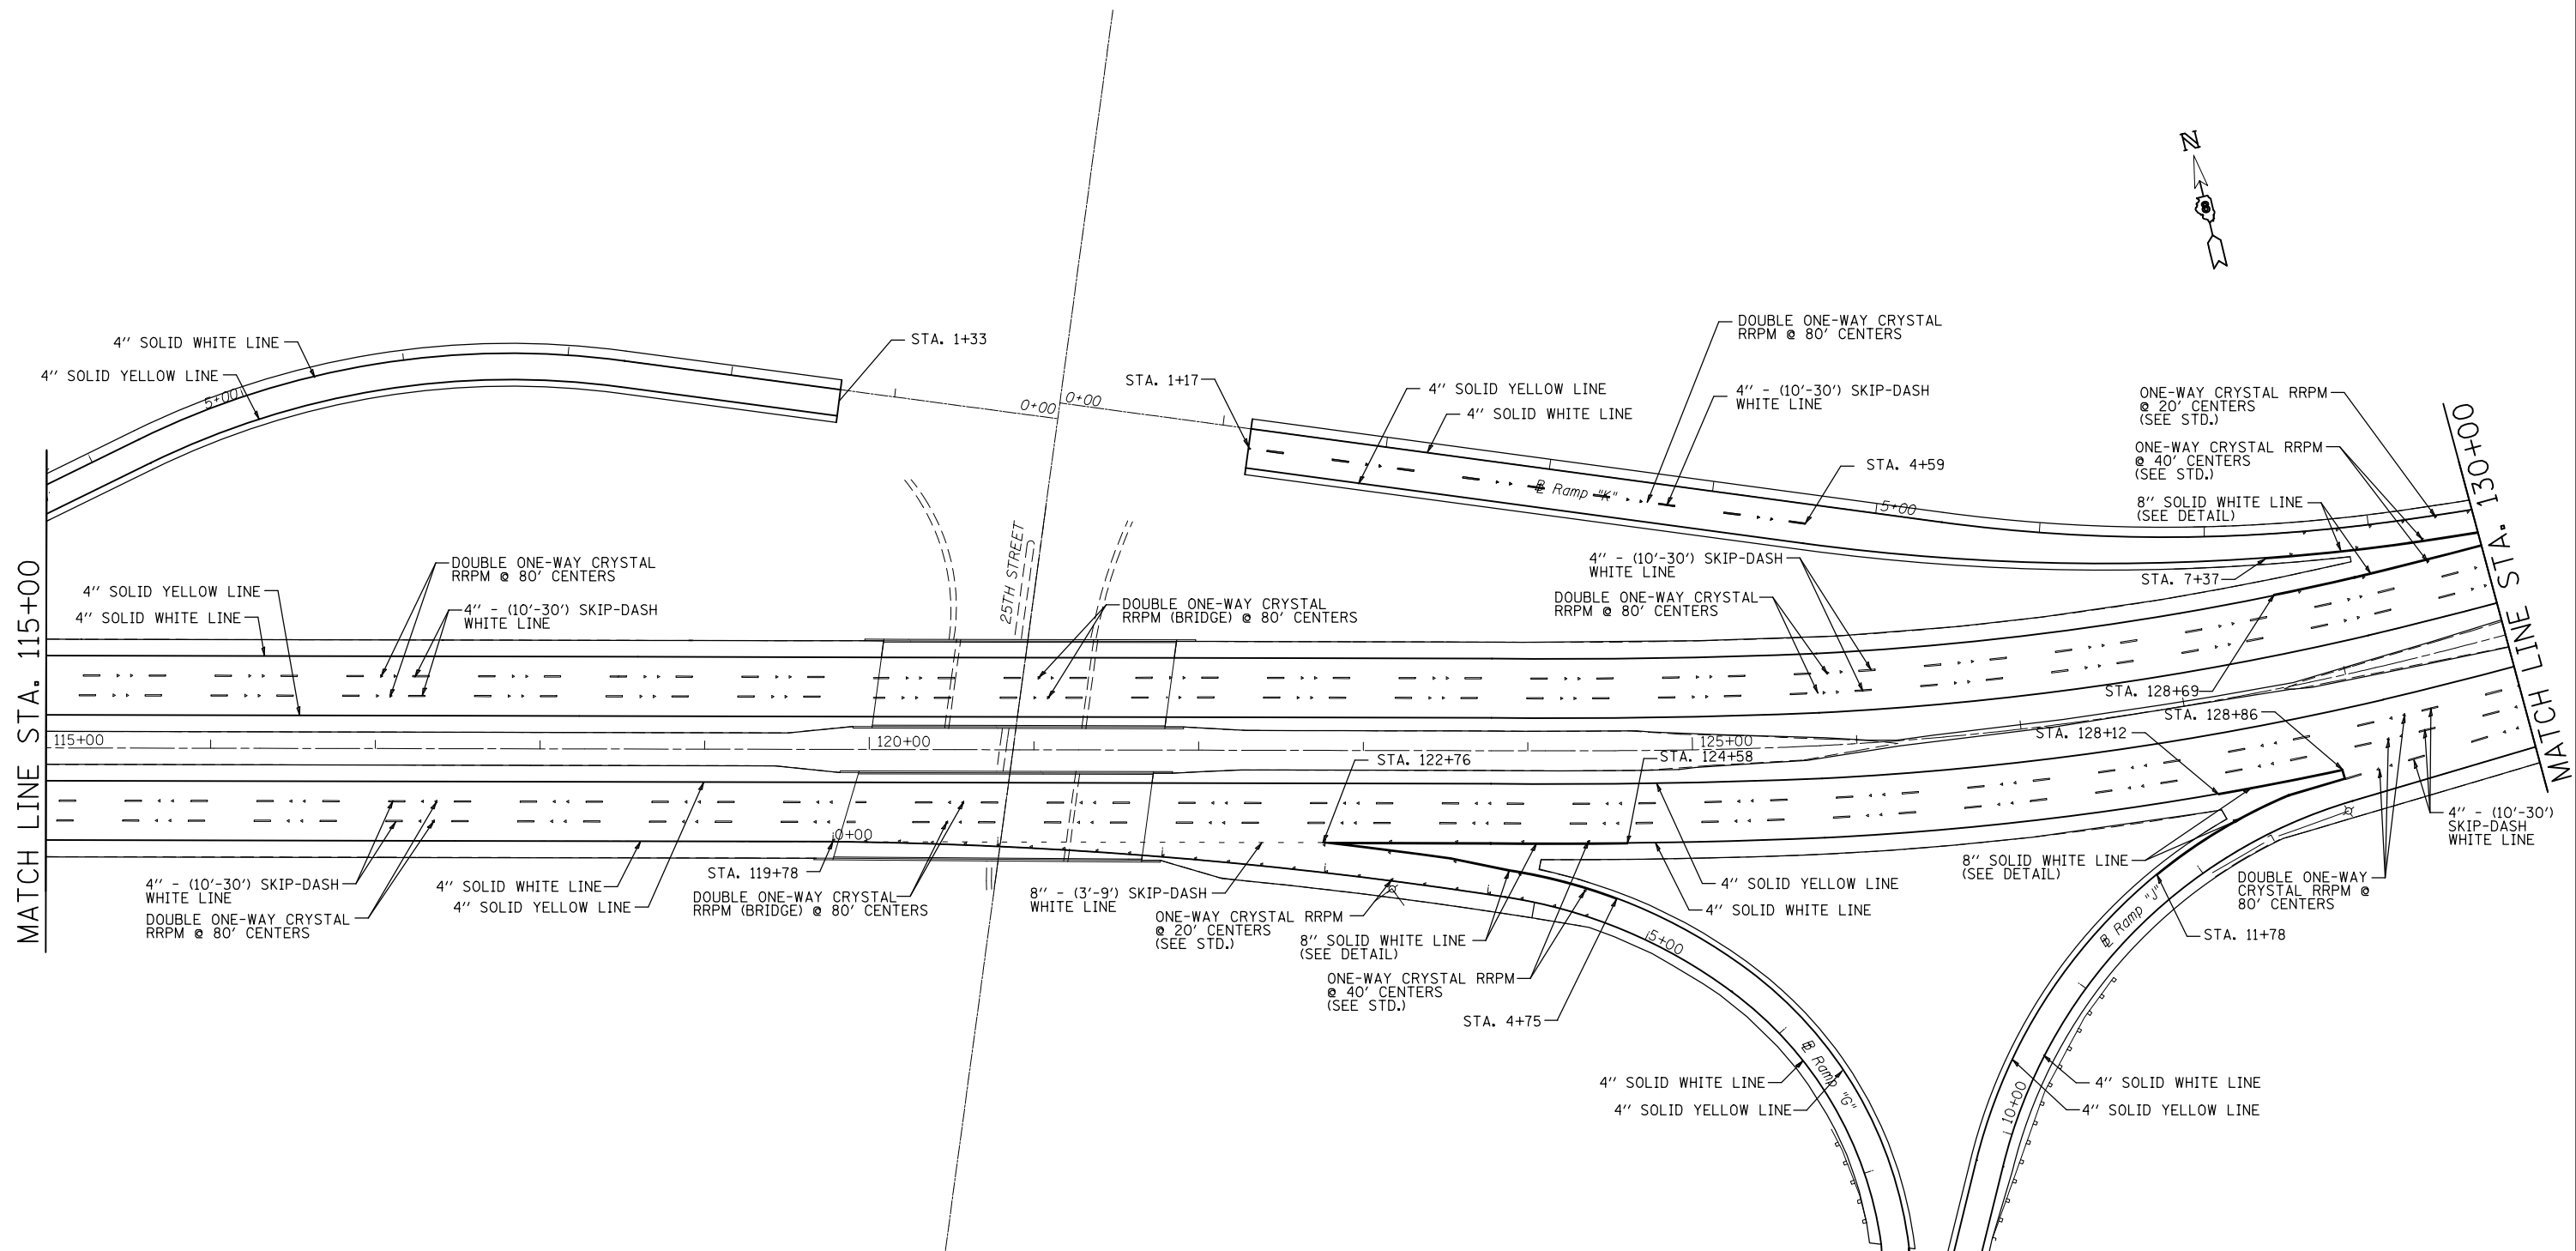 N
8
4'' SOLID WHITE LINE
4'' SOLID YELLOW LINE
5+00
STA. 1+33
0+00
0+00
STA. 1+17
DOUBLE ONE-WAY CRYSTAL
RRPM @ 80' CENTERS
4'' SOLID YELLOW LINE
4'' SOLID WHITE LINE
4'' - (10'-30') SKIP-DASH
WHITE LINE
STA. 4+59
℄ Ramp "K"
5+00
ONE-WAY CRYSTAL RRPM
@ 20' CENTERS
(SEE STD.)
ONE-WAY CRYSTAL RRPM
@ 40' CENTERS
(SEE STD.)
8'' SOLID WHITE LINE
(SEE DETAIL)
STA. 7+37
MATCH LINE STA. 130+00
MATCH LINE STA. 115+00
4'' SOLID YELLOW LINE
4'' SOLID WHITE LINE
DOUBLE ONE-WAY CRYSTAL
RRPM @ 80' CENTERS
4'' - (10'-30') SKIP-DASH
WHITE LINE
25TH STREET
DOUBLE ONE-WAY CRYSTAL
RRPM (BRIDGE) @ 80' CENTERS
4'' - (10'-30') SKIP-DASH
WHITE LINE
DOUBLE ONE-WAY CRYSTAL
RRPM @ 80' CENTERS
STA. 128+69
STA. 128+86
STA. 128+12
115+00
120+00
125+00
STA. 122+76
STA. 124+58
0+00
STA. 119+78
4'' - (10'-30') SKIP-DASH
WHITE LINE
DOUBLE ONE-WAY CRYSTAL
RRPM @ 80' CENTERS
4'' SOLID WHITE LINE
4'' SOLID YELLOW LINE
DOUBLE ONE-WAY CRYSTAL
RRPM (BRIDGE) @ 80' CENTERS
8'' - (3'-9') SKIP-DASH
WHITE LINE
ONE-WAY CRYSTAL RRPM
@ 20' CENTERS
(SEE STD.)
8'' SOLID WHITE LINE
(SEE DETAIL)
ONE-WAY CRYSTAL RRPM
@ 40' CENTERS
(SEE STD.)
STA. 4+75
5+00
4'' SOLID YELLOW LINE
4'' SOLID WHITE LINE
8'' SOLID WHITE LINE
(SEE DETAIL)
4'' - (10'-30')
SKIP-DASH
WHITE LINE
DOUBLE ONE-WAY
CRYSTAL RRPM @
80' CENTERS
℄ Ramp "J"
STA. 11+78
℄ Ramp "G"
4'' SOLID WHITE LINE
4'' SOLID YELLOW LINE
10+00
4'' SOLID WHITE LINE
4'' SOLID YELLOW LINE